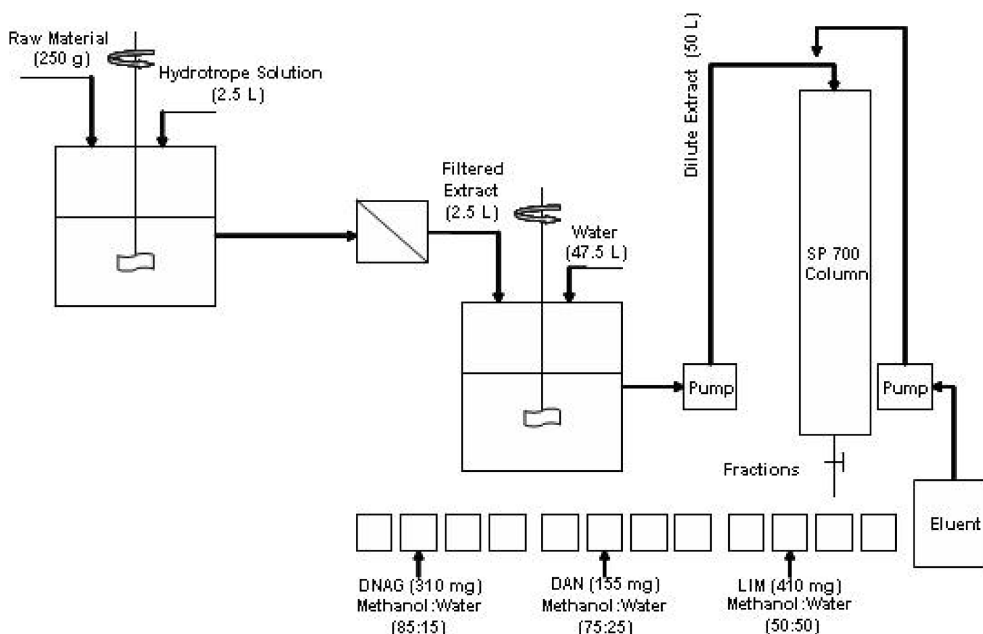 Raw Material
(250 g)
Hydrotrope Solution
(2.5 L)
Filtered
Extract
(2.5 L)
Water
(47.5 L)
Pump
Dilute Extract (50 L)
SP 700
Column
Pump
Fractions
Eluent
DNAG (310 mg)
Methanol:Water
(85:15)
DAN (155 mg)
Methanol:Water
(75:25)
LIM (410 mg)
Methanol:Water
(50:50)